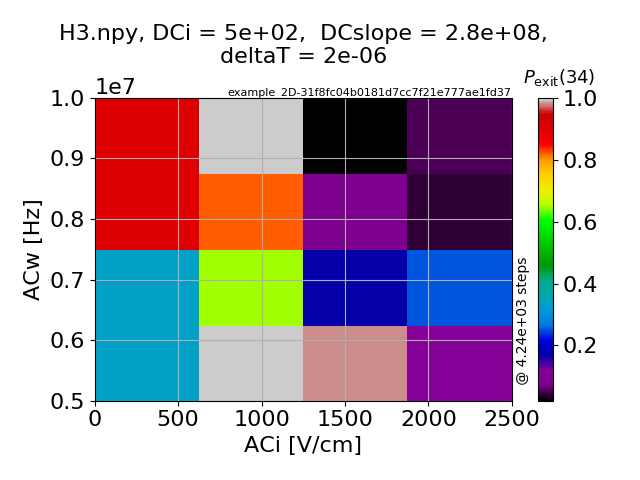 H3.npy, DCi = 5e+02,  DCslope = 2.8e+08,
deltaT = 2e-06
P_exit(34)
1e7
example_2D-31f8fc04b0181d7cc7f21e777ae1fd37
1.0
0.9
0.8
0.7
0.6
0.5
ACw [Hz]
0
500
1000
1500
2000
2500
ACi [V/cm]
@ 4.24e+03 steps
1.0
0.8
0.6
0.4
0.2